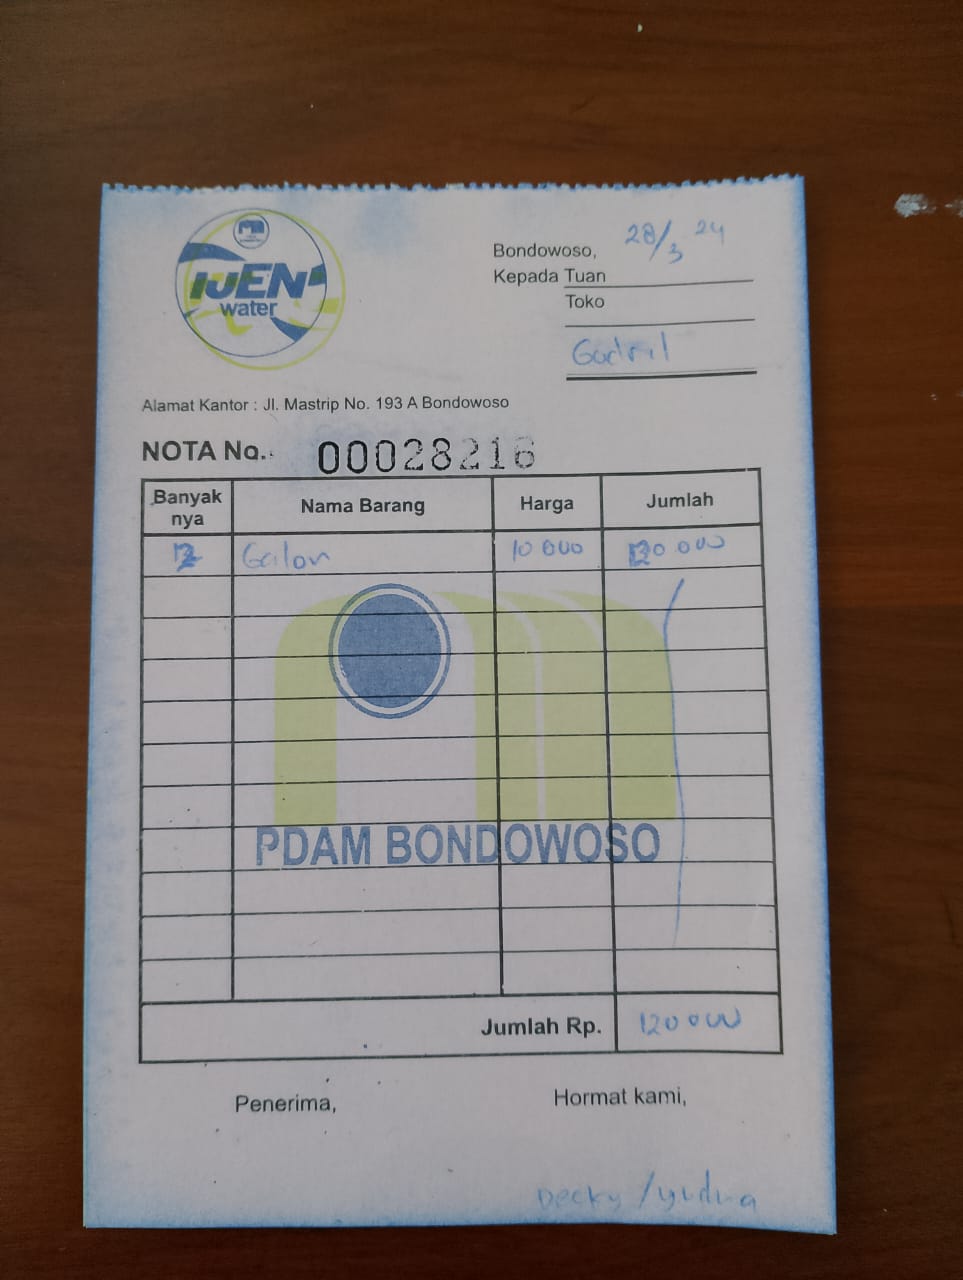 IJEN
water
Bondowoso, 28/3 24
Kepada Tuan
Toko
Alamat Kantor : Jl. Mastrip No. 193 A Bondowoso
NOTA No. 00028216
Banyak nya Nama Barang Harga Jumlah
12 Galon 10 000 120 000
PDAM BONDOWOSO
Jumlah Rp. 120 000
Penerima, Hormat kami,
Decky / yudha